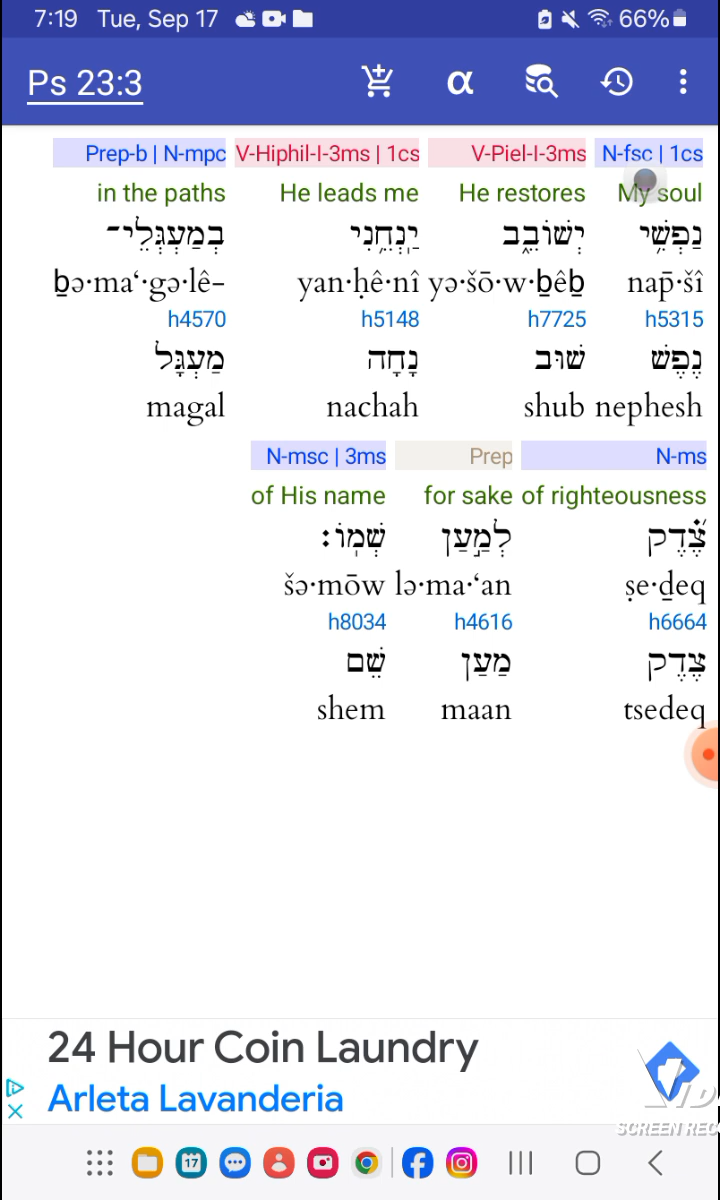 7:19 Tue, Sep 17 66%
Ps 23:3 α
Prep-b | N-mpc V-Hiphil-I-3ms | 1cs V-Piel-I-3ms N-fsc | 1cs
in the paths He leads me He restores My soul
נַפְשִׁ֥י יְשׁוֹבֵ֑ב יַֽנְחֵ֥נִי בְמַעְגְּלֵי־
ḇə·ma‘·gə·lê- yan·ḥê·nî yə·šō·w·ḇêḇ nap̄·šî
h4570 h5148 h7725 h5315
נֶפֶשׁ שׁוּב נָחָה מַעְגָּל
magal nachah shub nephesh
N-msc | 3ms Prep N-ms
of His name for sake of righteousness
צֶ֝֗דֶק לְמַ֣עַן שְׁמֽוֹ׃
šə·mōw lə·ma·‘an ṣe·ḏeq
h8034 h4616 h6664
צֶדֶק מַעַן שֵׁם
shem maan tsedeq
24 Hour Coin Laundry
Arleta Lavanderia
SCREEN REC
17